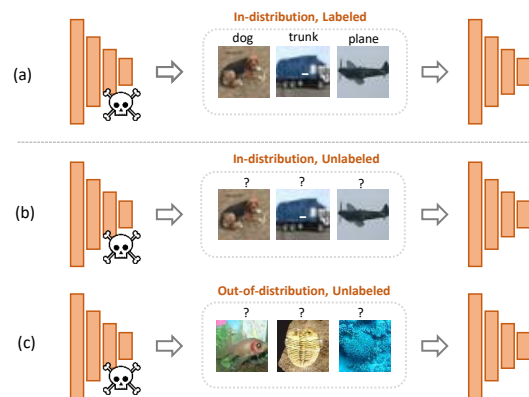 In-distribution, Labeled
dog trunk plane
(a)
In-distribution, Unlabeled
? ? ?
(b)
Out-of-distribution, Unlabeled
? ? ?
(c)